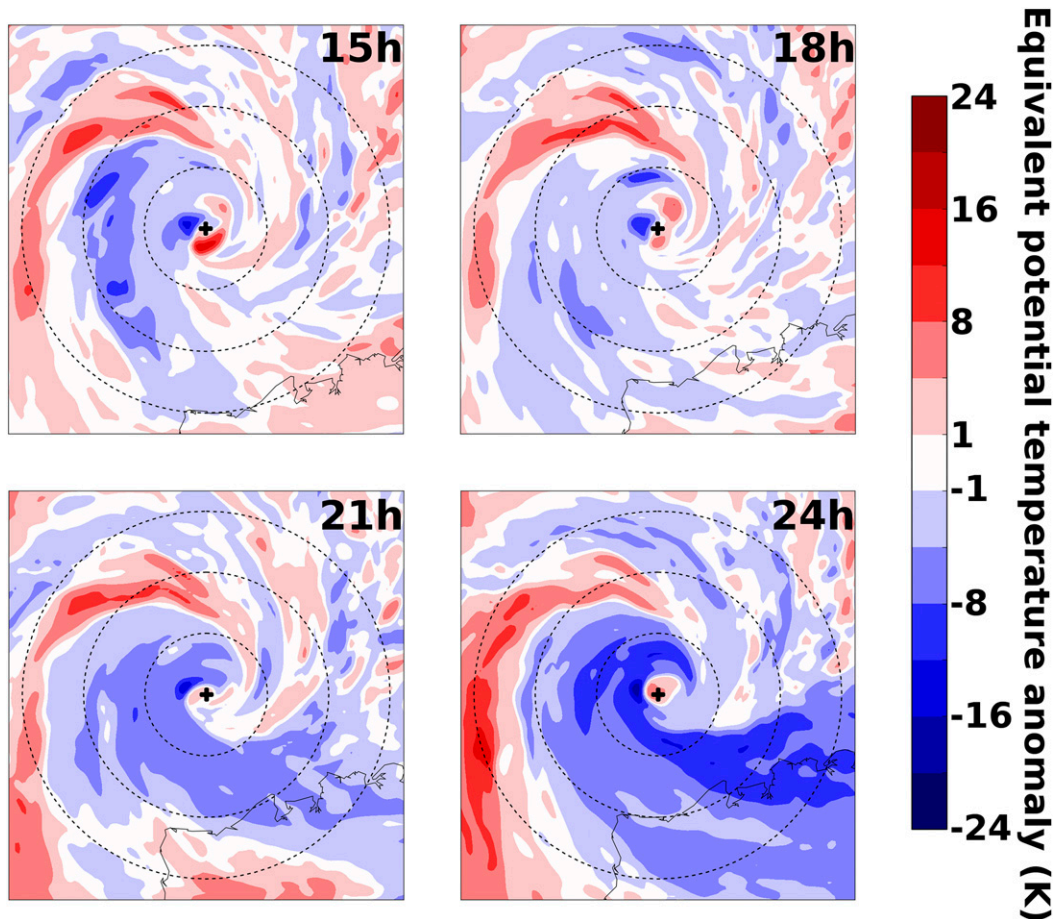 15h
18h
21h
24h
24
16
8
1
-1
-8
-16
-24
Equivalent potential temperature anomaly (K)